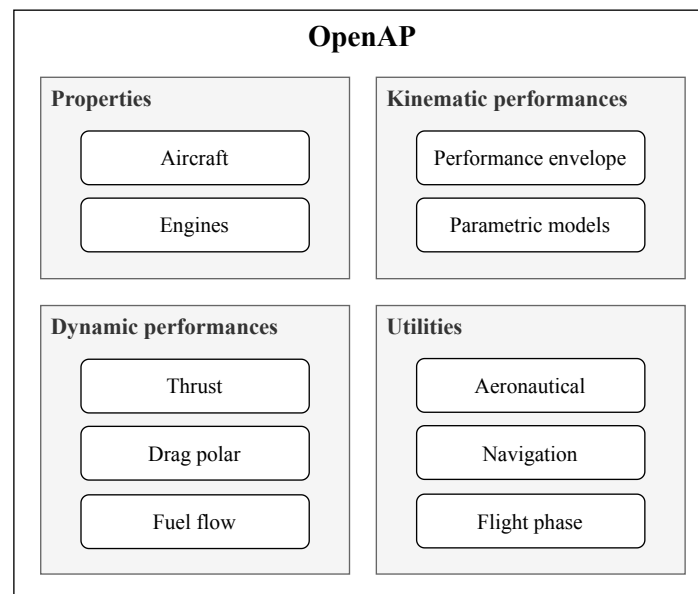 OpenAP
Properties
Aircraft
Engines
Kinematic performances
Performance envelope
Parametric models
Dynamic performances
Thrust
Drag polar
Fuel flow
Utilities
Aeronautical
Navigation
Flight phase